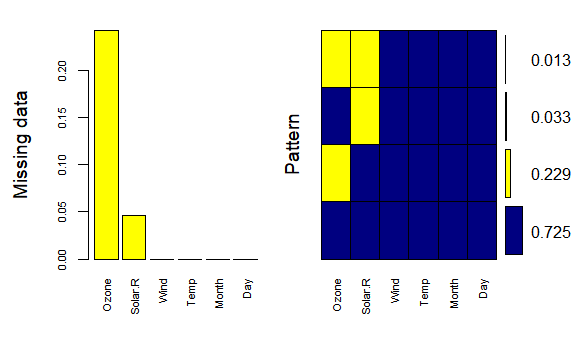 Missing data
0.20
0.15
0.10
0.05
0.00
Ozone
Solar.R
Wind
Temp
Month
Day
Pattern
0.013
0.033
0.229
0.725
Ozone
Solar.R
Wind
Temp
Month
Day